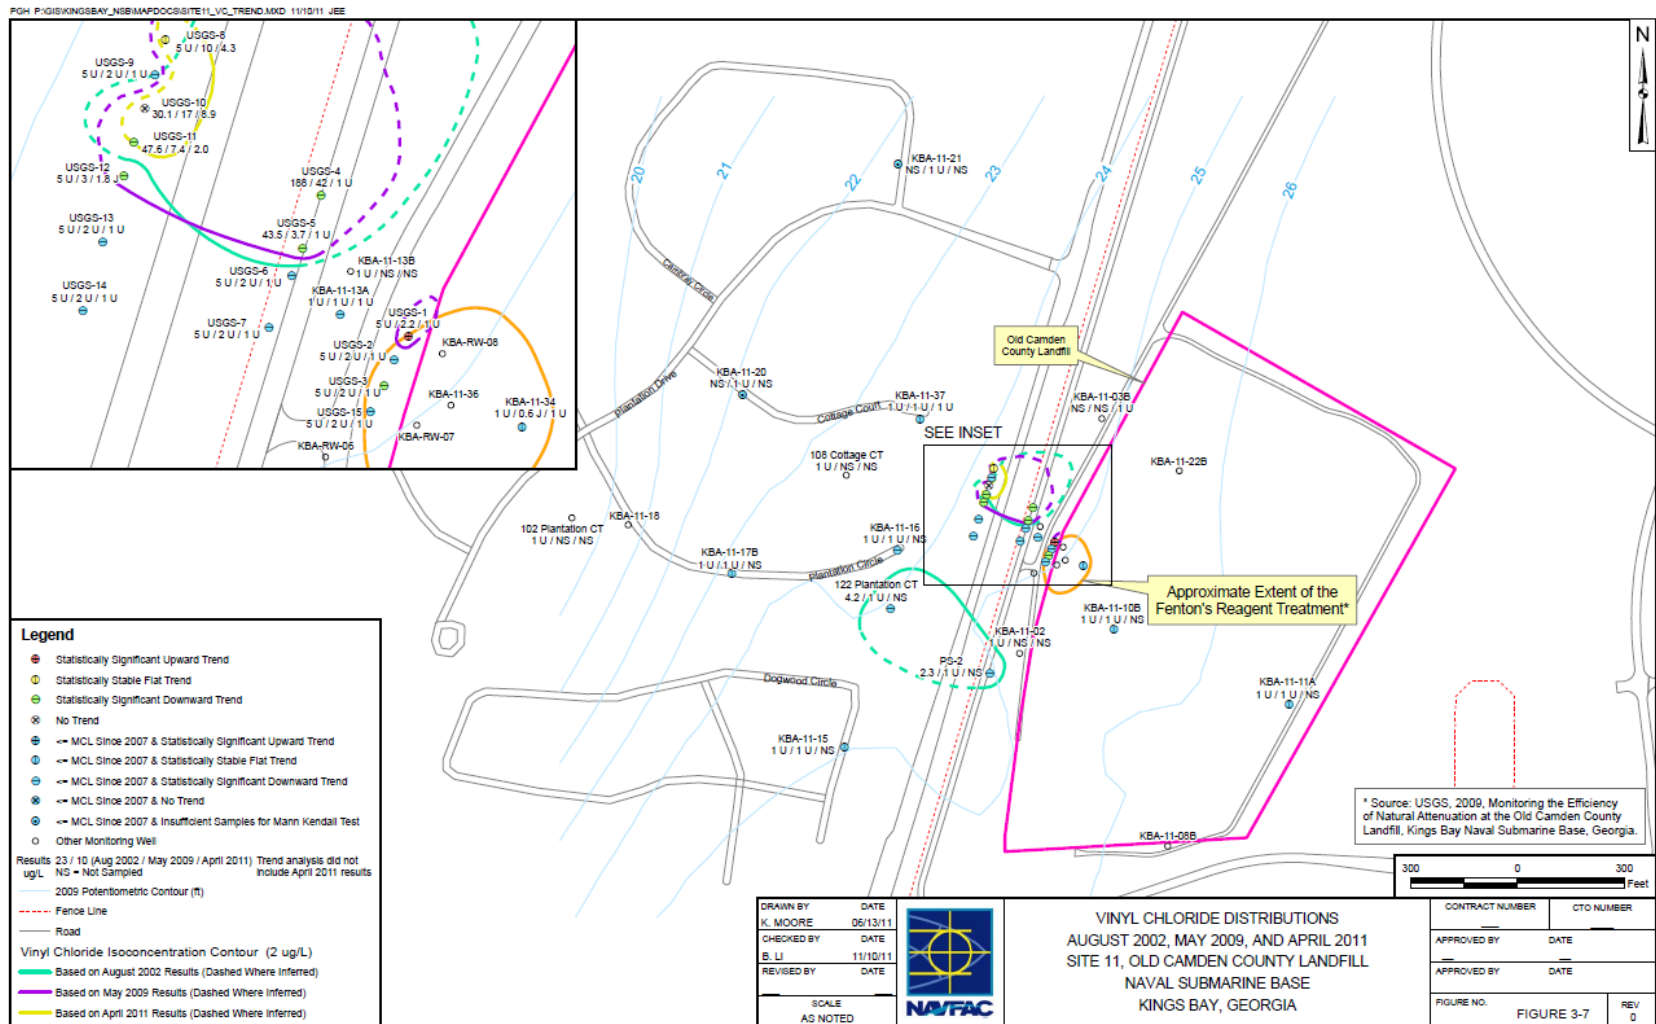 PGH P:\GIS\KINGSBAY_NSB\MAPDOCS\SITE11_VC_TREND.MXD 11/10/11 JEE
USGS-8
5 U / 10 / 4.3
USGS-9
5 U / 2 U / 1 U
USGS-10
30.1 / 17 / 8.9
USGS-11
47.6 / 7.4 / 2.0
USGS-12
5 U / 3 / 1.8 J
USGS-4
188 / 42 / 1 U
USGS-13
5 U / 2 U / 1 U
USGS-5
43.5 / 3.7 / 1 U
USGS-6
5 U / 2 U / 1 U
KBA-11-13B
1 U / NS / NS
USGS-14
5 U / 2 U / 1 U
KBA-11-13A
1 U / 1 U / 1 U
USGS-7
5 U / 2 U / 1 U
USGS-1
5 U / 2.2 / 1 U
USGS-2
5 U / 2 U / 1 U
KBA-RW-08
USGS-3
5 U / 2 U / 1 U
KBA-11-36
KBA-11-34
1 U / 0.6 J / 1 U
USGS-15
5 U / 2 U / 1 U
KBA-RW-07
KBA-RW-06
N
20
21
22
23
24
25
26
KBA-11-21
NS / 1 U / NS
Cambray Circle
Old Camden
County Landfill
Plantation Drive
KBA-11-20
NS / 1 U / NS
Cottage Court
KBA-11-37
1 U / 1 U / 1 U
KBA-11-03B
NS / NS / 1 U
SEE INSET
108 Cottage CT
1 U / NS / NS
KBA-11-22B
102 Plantation CT
1 U / NS / NS
KBA-11-18
KBA-11-16
1 U / 1 U / NS
KBA-11-17B
1 U / 1 U / NS
Plantation Circle
122 Plantation CT
4.2 / 1 U / NS
Approximate Extent of the
Fenton's Reagent Treatment*
KBA-11-10B
1 U / 1 U / NS
KBA-11-02
1 U / NS / NS
PS-2
2.3 / 1 U / NS
Dogwood Circle
KBA-11-11A
1 U / 1 U / NS
KBA-11-15
1 U / 1 U / NS
KBA-11-08B
* Source: USGS, 2009, Monitoring the Efficiency
of Natural Attenuation at the Old Camden County
Landfill, Kings Bay Naval Submarine Base, Georgia.
300 0 300
Feet
Legend
Statistically Significant Upward Trend
Statistically Stable Flat Trend
Statistically Significant Downward Trend
No Trend
<= MCL Since 2007 & Statistically Significant Upward Trend
<= MCL Since 2007 & Statistically Stable Flat Trend
<= MCL Since 2007 & Statistically Significant Downward Trend
<= MCL Since 2007 & No Trend
<= MCL Since 2007 & Insufficient Samples for Mann Kendall Test
Other Monitoring Well
Results 23 / 10 (Aug 2002 / May 2009 / April 2011) Trend analysis did not
ug/L NS = Not Sampled include April 2011 results
2009 Potentiometric Contour (ft)
Fence Line
Road
Vinyl Chloride Isoconcentration Contour (2 ug/L)
Based on August 2002 Results (Dashed Where Inferred)
Based on May 2009 Results (Dashed Where Inferred)
Based on April 2011 Results (Dashed Where Inferred)
DRAWN BY DATE
K. MOORE 06/13/11
CHECKED BY DATE
B. LI 11/10/11
REVISED BY DATE
SCALE
AS NOTED
NAVFAC
VINYL CHLORIDE DISTRIBUTIONS
AUGUST 2002, MAY 2009, AND APRIL 2011
SITE 11, OLD CAMDEN COUNTY LANDFILL
NAVAL SUBMARINE BASE
KINGS BAY, GEORGIA
CONTRACT NUMBER CTO NUMBER
APPROVED BY DATE
APPROVED BY DATE
FIGURE NO. FIGURE 3-7
REV 0